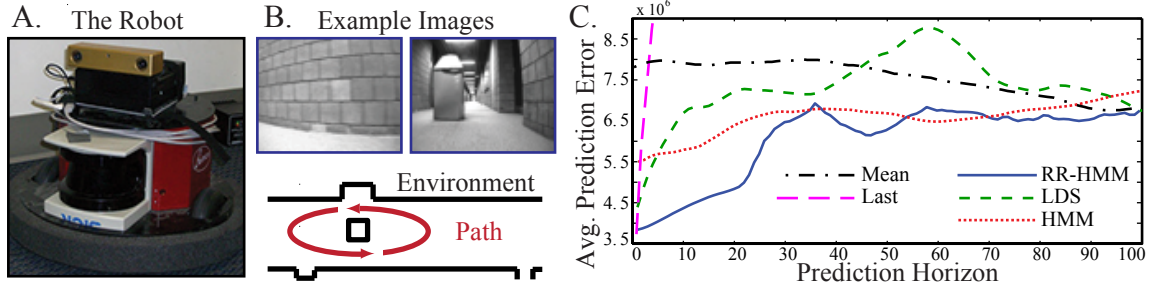 A. The Robot
B. Example Images
Environment
Path
C.
x 10⁶
Avg. Prediction Error
8.5
7.5
6.5
5.5
4.5
3.5
Mean
Last
RR-HMM
LDS
HMM
0 10 20 30 40 50 60 70 80 90 100
Prediction Horizon